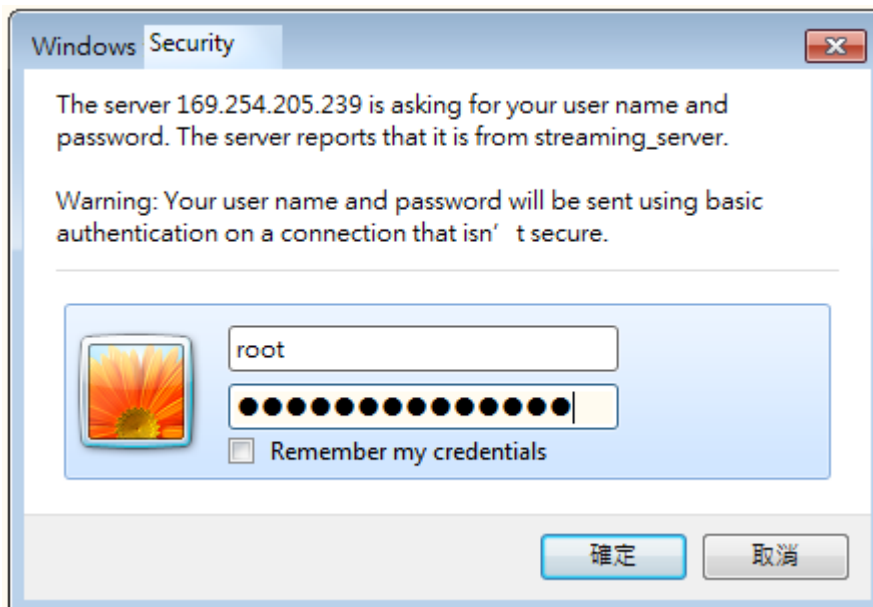 Windows Security
The server 169.254.205.239 is asking for your user name and
password. The server reports that it is from streaming_server.
Warning: Your user name and password will be sent using basic
authentication on a connection that isn' t secure.
root
●●●●●●●●●●●●●●
Remember my credentials
確定
取消